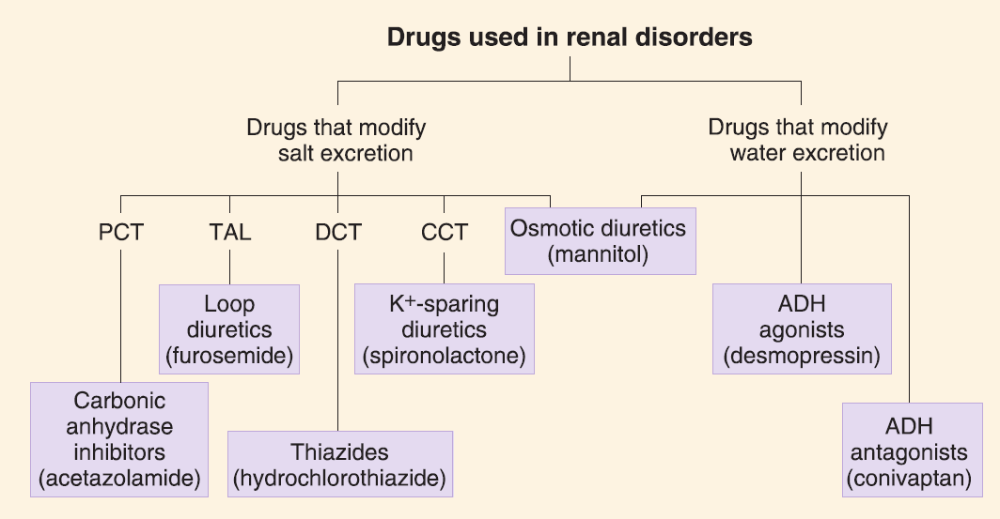 Drugs used in renal disorders
Drugs that modify
salt excretion
Drugs that modify
water excretion
PCT
TAL
DCT
CCT
Osmotic diuretics
(mannitol)
Loop
diuretics
(furosemide)
K+-sparing
diuretics
(spironolactone)
ADH
agonists
(desmopressin)
Carbonic
anhydrase
inhibitors
(acetazolamide)
Thiazides
(hydrochlorothiazide)
ADH
antagonists
(conivaptan)